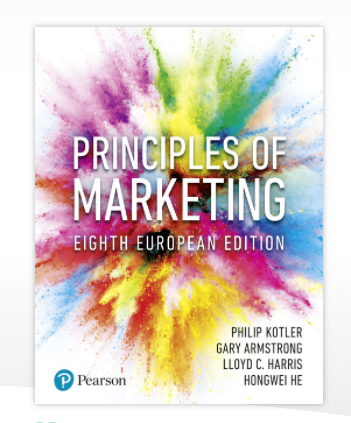 PRINCIPLES OF
MARKETING
EIGHTH EUROPEAN EDITION
PHILIP KOTLER
GARY ARMSTRONG
LLOYD C. HARRIS
HONGWEI HE
P Pearson